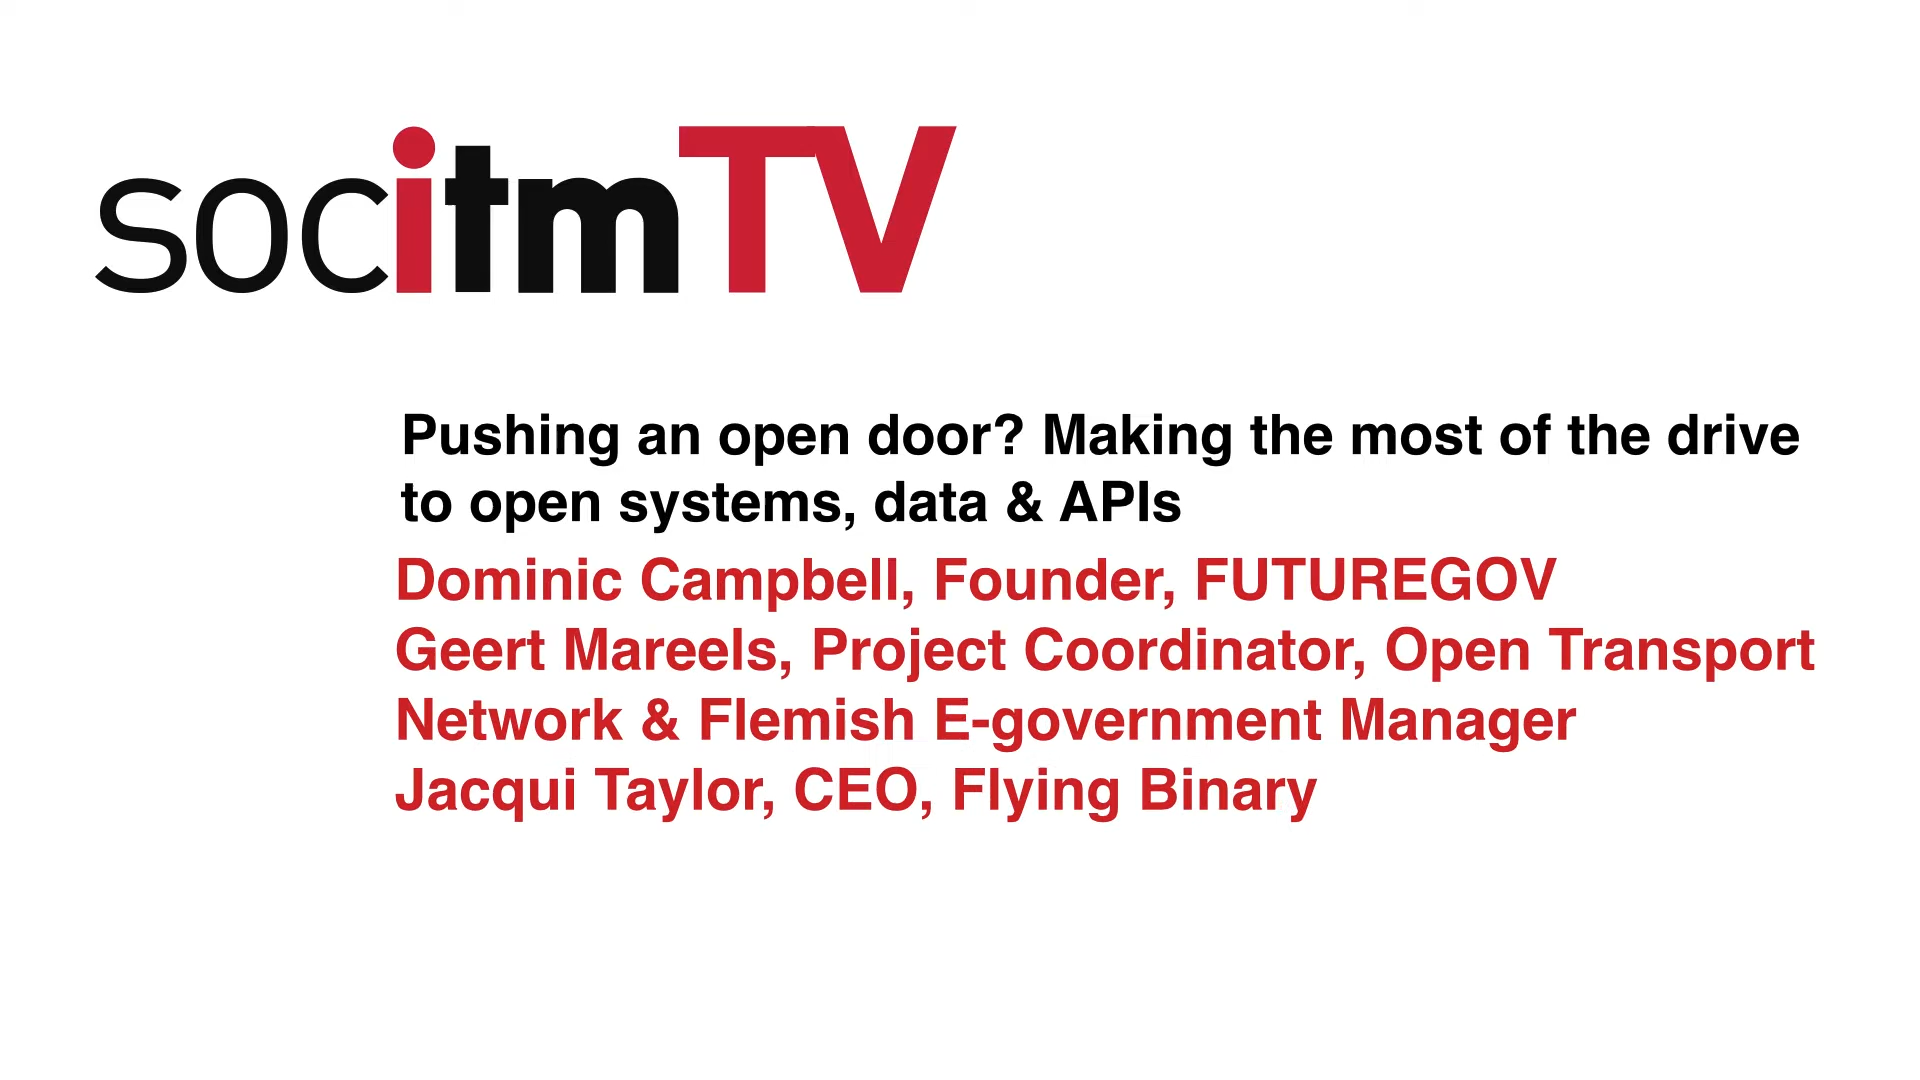 socitmTV
Pushing an open door? Making the most of the drive
to open systems, data & APIs
Dominic Campbell, Founder, FUTUREGOV
Geert Mareels, Project Coordinator, Open Transport
Network & Flemish E-government Manager
Jacqui Taylor, CEO, Flying Binary